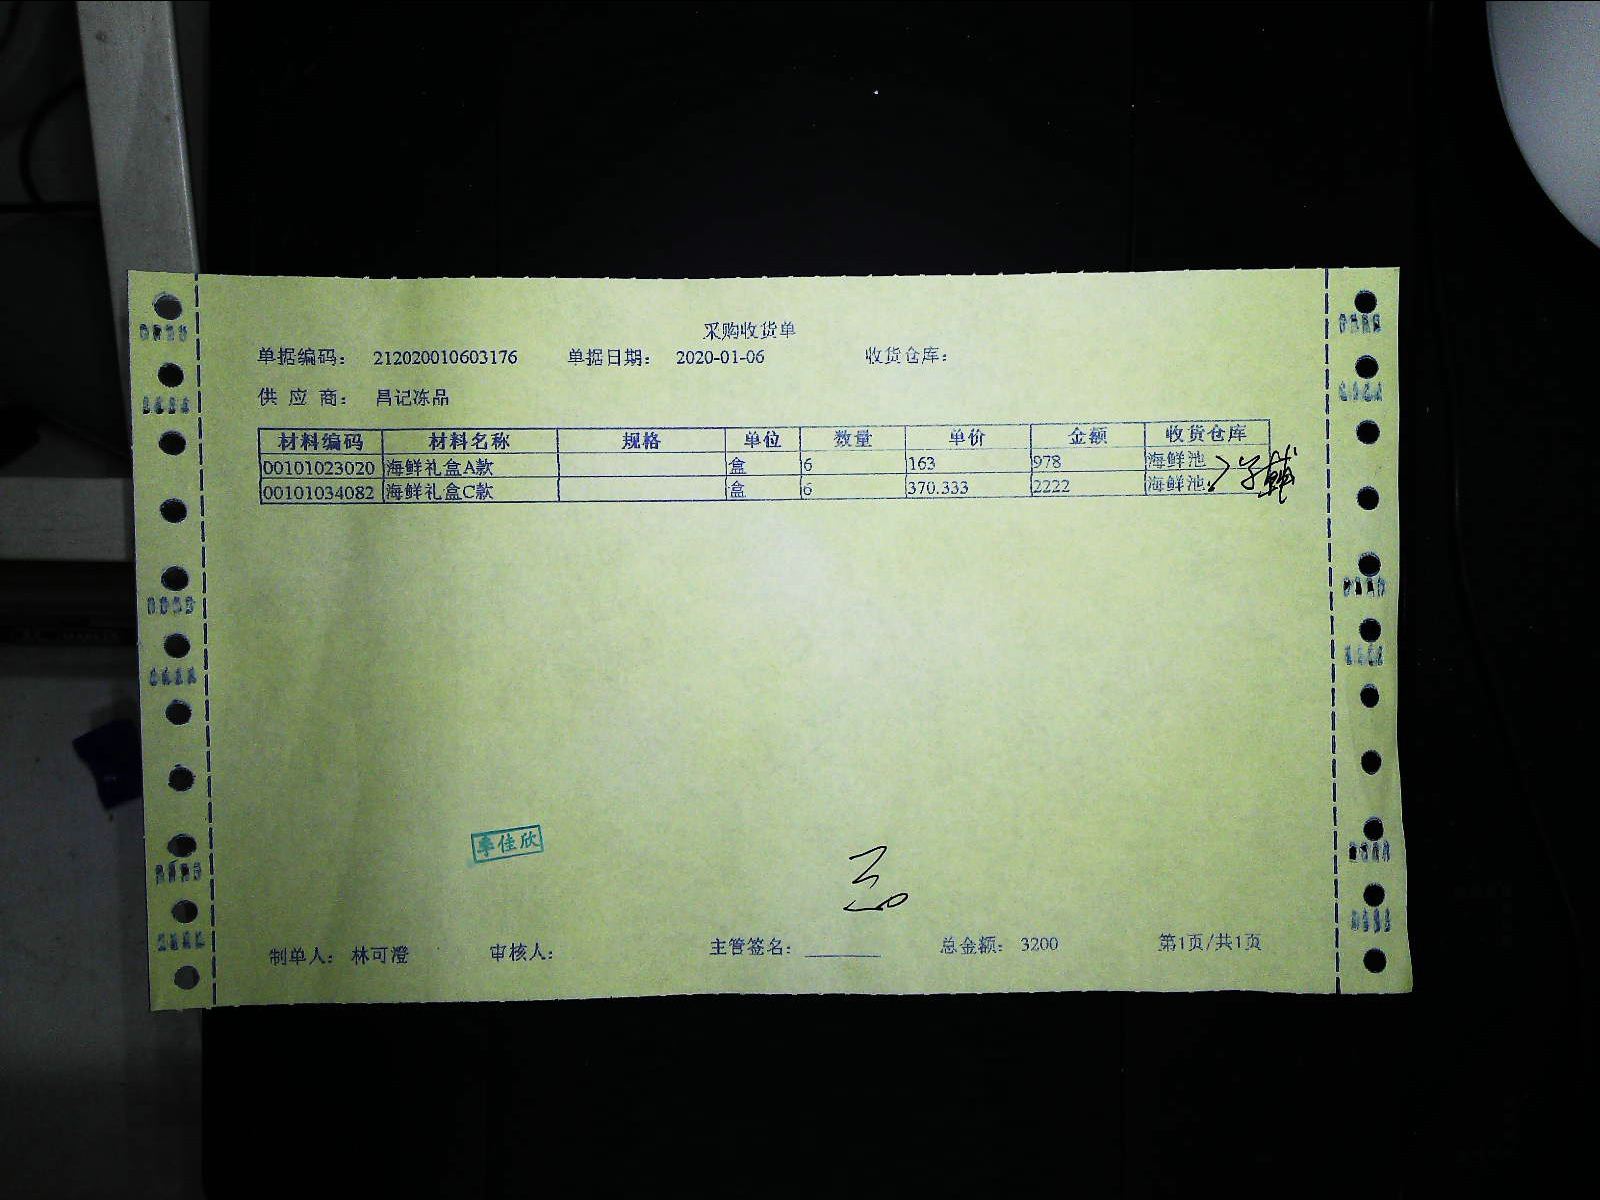 采购收货单
单据编码： 212020010603176 单据日期： 2020-01-06 收货仓库：
供 应 商： 昌记冻品
材料编码 材料名称 规格 单位 数量 单价 金额 收货仓库
00101023020 海鲜礼盒A款 盒 6 163 978 海鲜池
00101034082 海鲜礼盒C款 盒 6 370.333 2222 海鲜池
李佳欣
制单人： 林可澄 审核人： 主管签名： 总金额： 3200 第1页/共1页